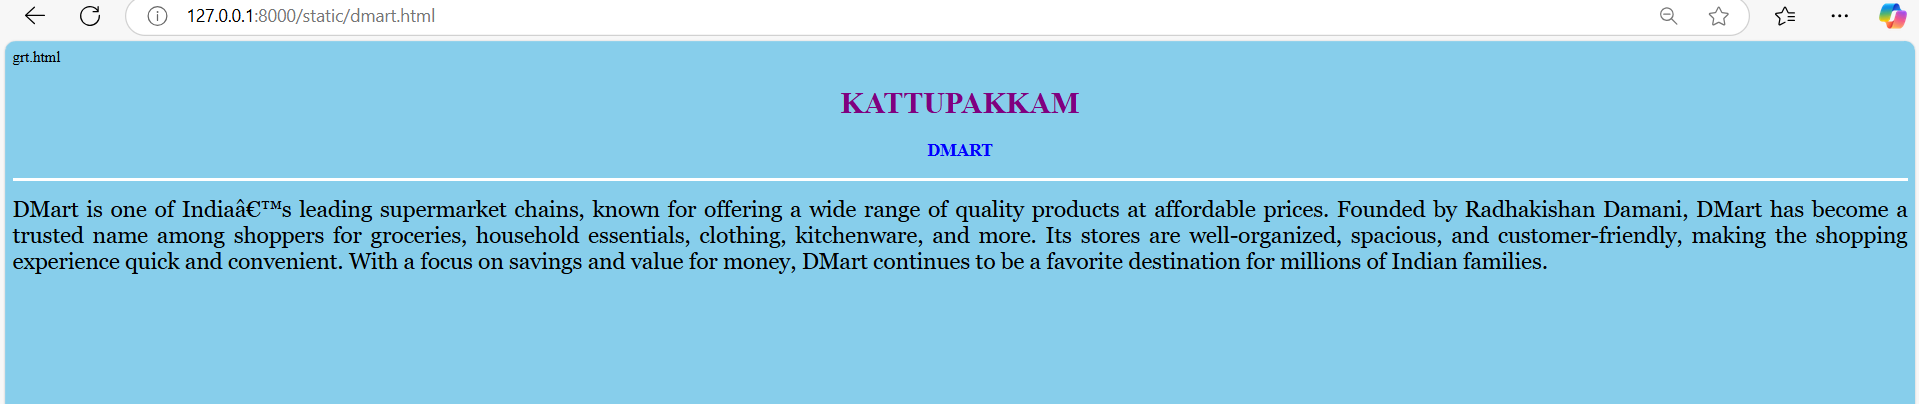 127.0.0.1:8000/static/dmart.html
grt.html
KATTUPAKKAM
DMART
DMart is one of Indiaâ€™s leading supermarket chains, known for offering a wide range of quality products at affordable prices. Founded by Radhakishan Damani, DMart has become a
trusted name among shoppers for groceries, household essentials, clothing, kitchenware, and more. Its stores are well-organized, spacious, and customer-friendly, making the shopping
experience quick and convenient. With a focus on savings and value for money, DMart continues to be a favorite destination for millions of Indian families.